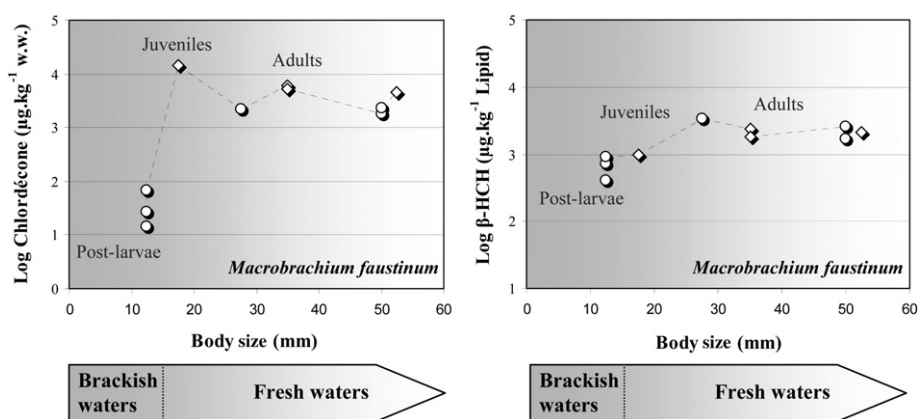 Log Chlordécone (µg.kg⁻¹ w.w.)
5
4
3
2
1
0
Juveniles
Adults
Post-larvae
Macrobrachium faustinum
0 10 20 30 40 50 60
Body size (mm)
Brackish
waters
Fresh waters
Log β-HCH (µg.kg⁻¹ Lipid)
5
4
3
2
1
Juveniles
Adults
Post-larvae
Macrobrachium faustinum
0 10 20 30 40 50 60
Body size (mm)
Brackish
waters
Fresh waters